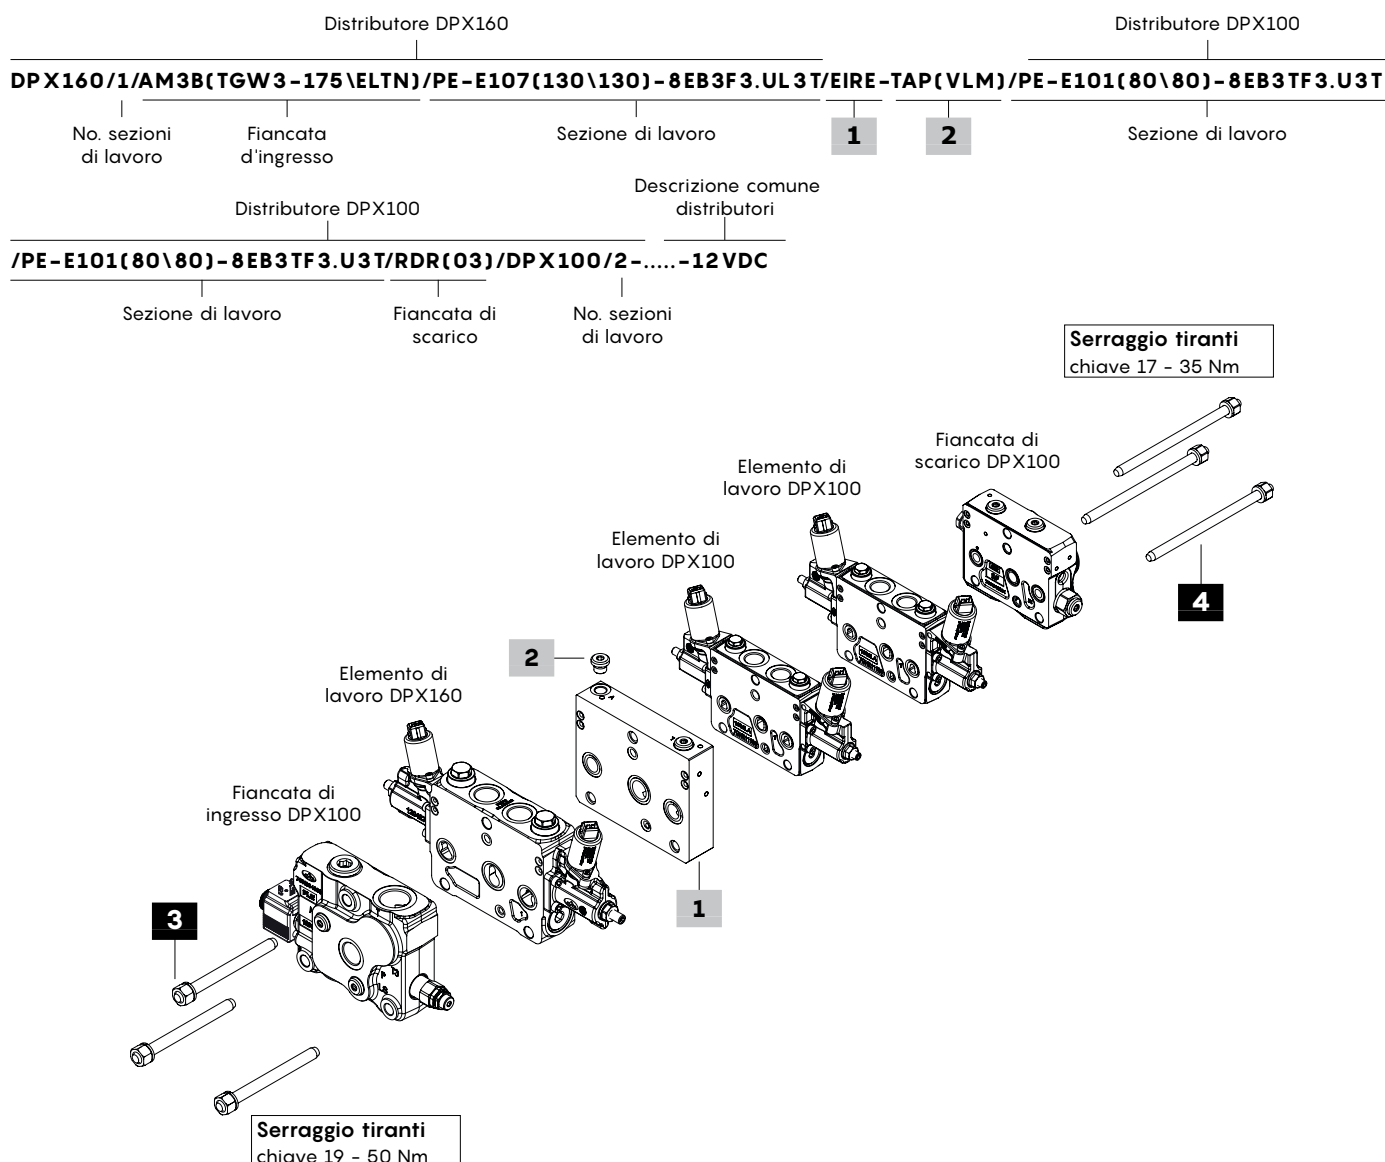 Distributore DPX160
Distributore DPX100
DPX160/1/AM3B(TGW3-175\ELTN)/PE-E107(130\130)-8EB3F3.UL3T/EIRE-TAP(VLM)/PE-E101(80\80)-8EB3TF3.U3T
No. sezioni
di lavoro
Fiancata
d'ingresso
Sezione di lavoro
1
2
Sezione di lavoro
Descrizione comune
distributori
Distributore DPX100
/PE-E101(80\80)-8EB3TF3.U3T/RDR(03)/DPX100/2-.....-12VDC
Sezione di lavoro
Fiancata di
scarico
No. sezioni
di lavoro
Serraggio tiranti
chiave 17 - 35 Nm
Fiancata di
scarico DPX100
Elemento di
lavoro DPX100
Elemento di
lavoro DPX100
4
2
Elemento di
lavoro DPX160
Fiancata di
ingresso DPX100
1
3
Serraggio tiranti
chiave 19 - 50 Nm